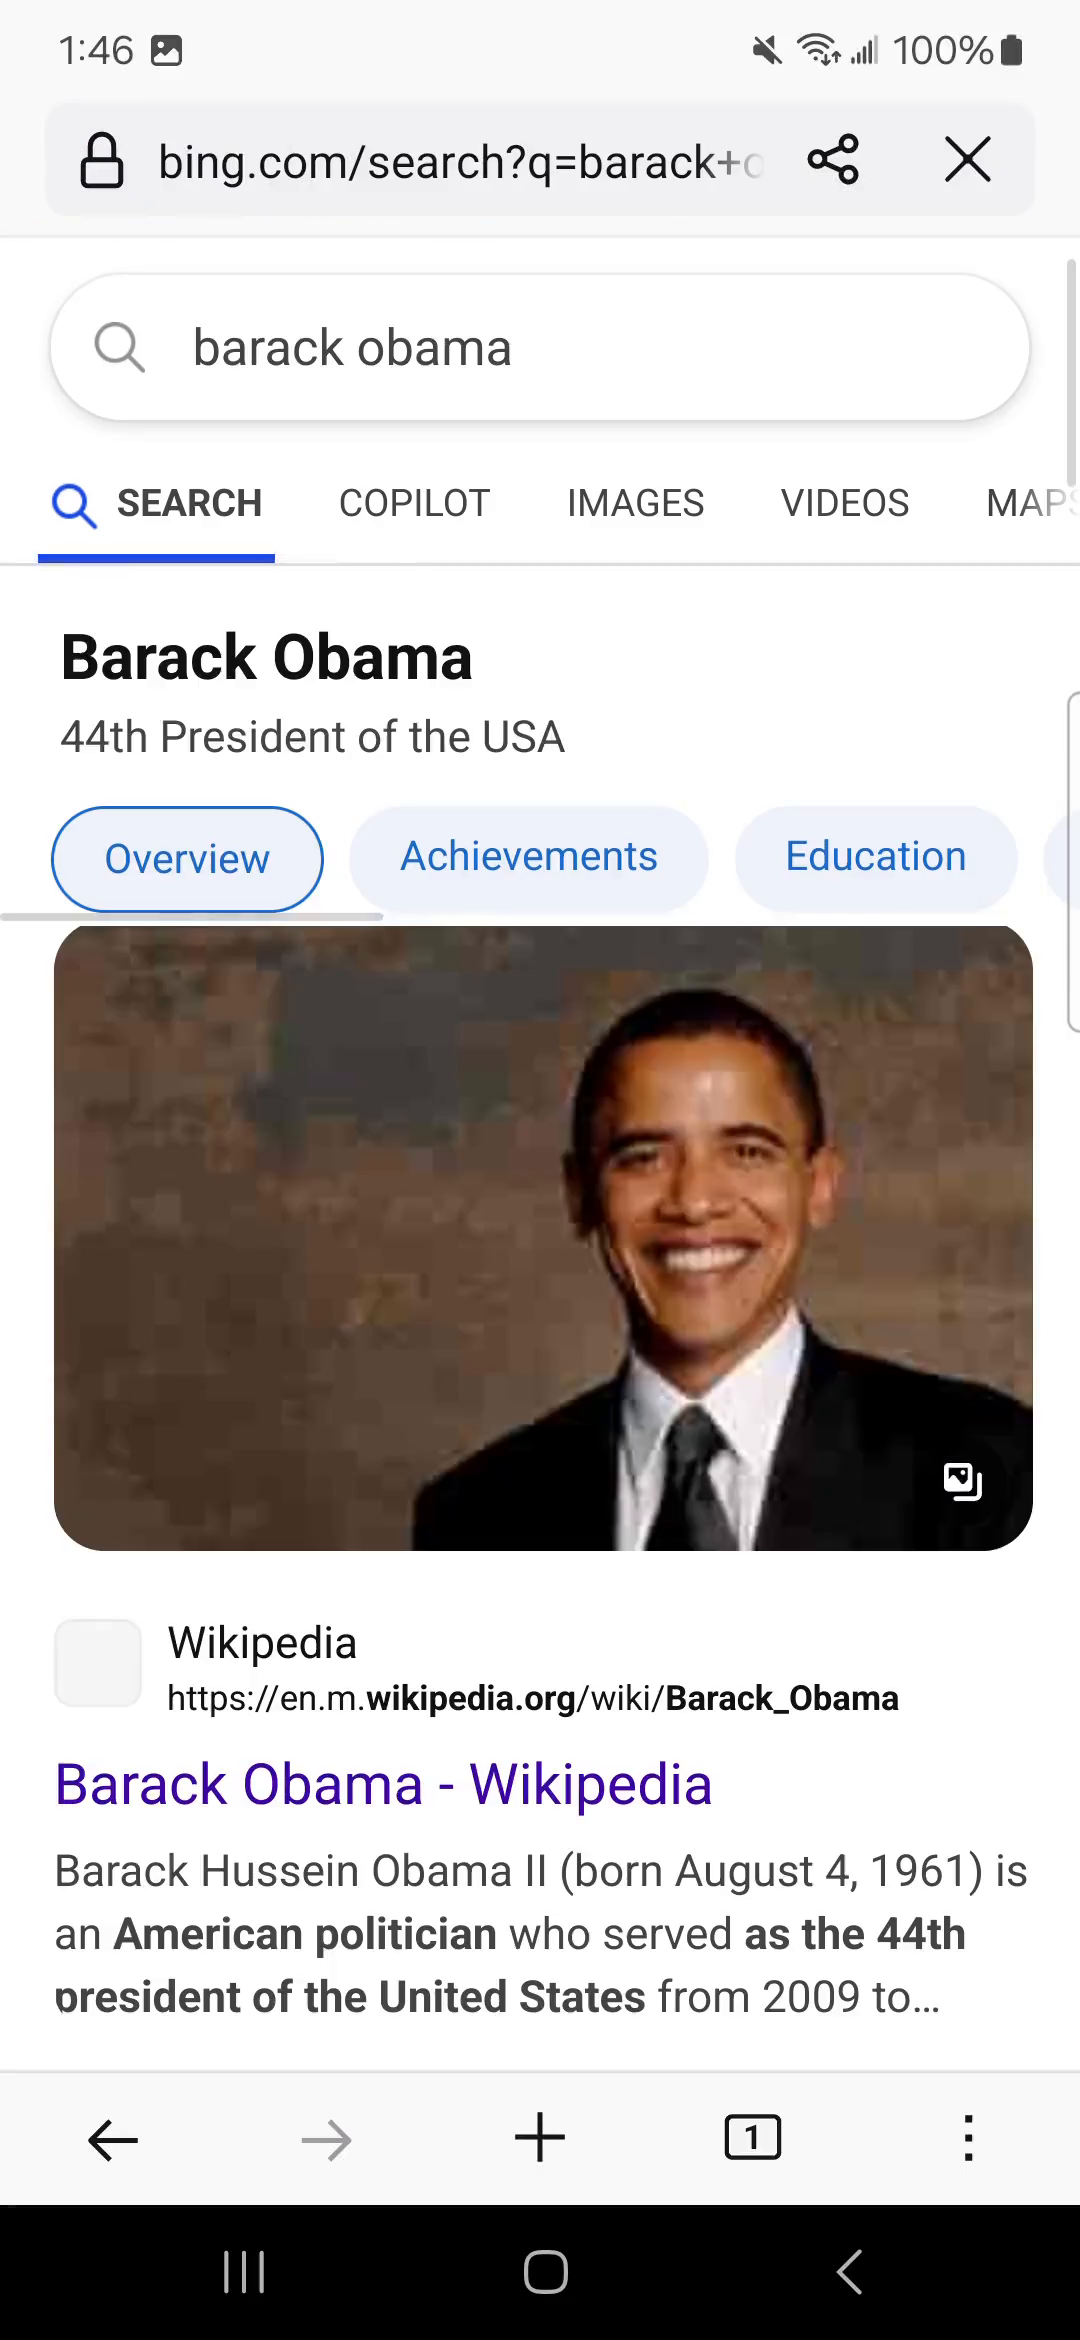 1:46 100%
bing.com/search?q=barack+o
barack obama
SEARCH COPILOT IMAGES VIDEOS MAPS
Barack Obama
44th President of the USA
Overview Achievements Education
Wikipedia
https://en.m.wikipedia.org/wiki/Barack_Obama
Barack Obama - Wikipedia
Barack Hussein Obama II (born August 4, 1961) is
an American politician who served as the 44th
president of the United States from 2009 to…
1